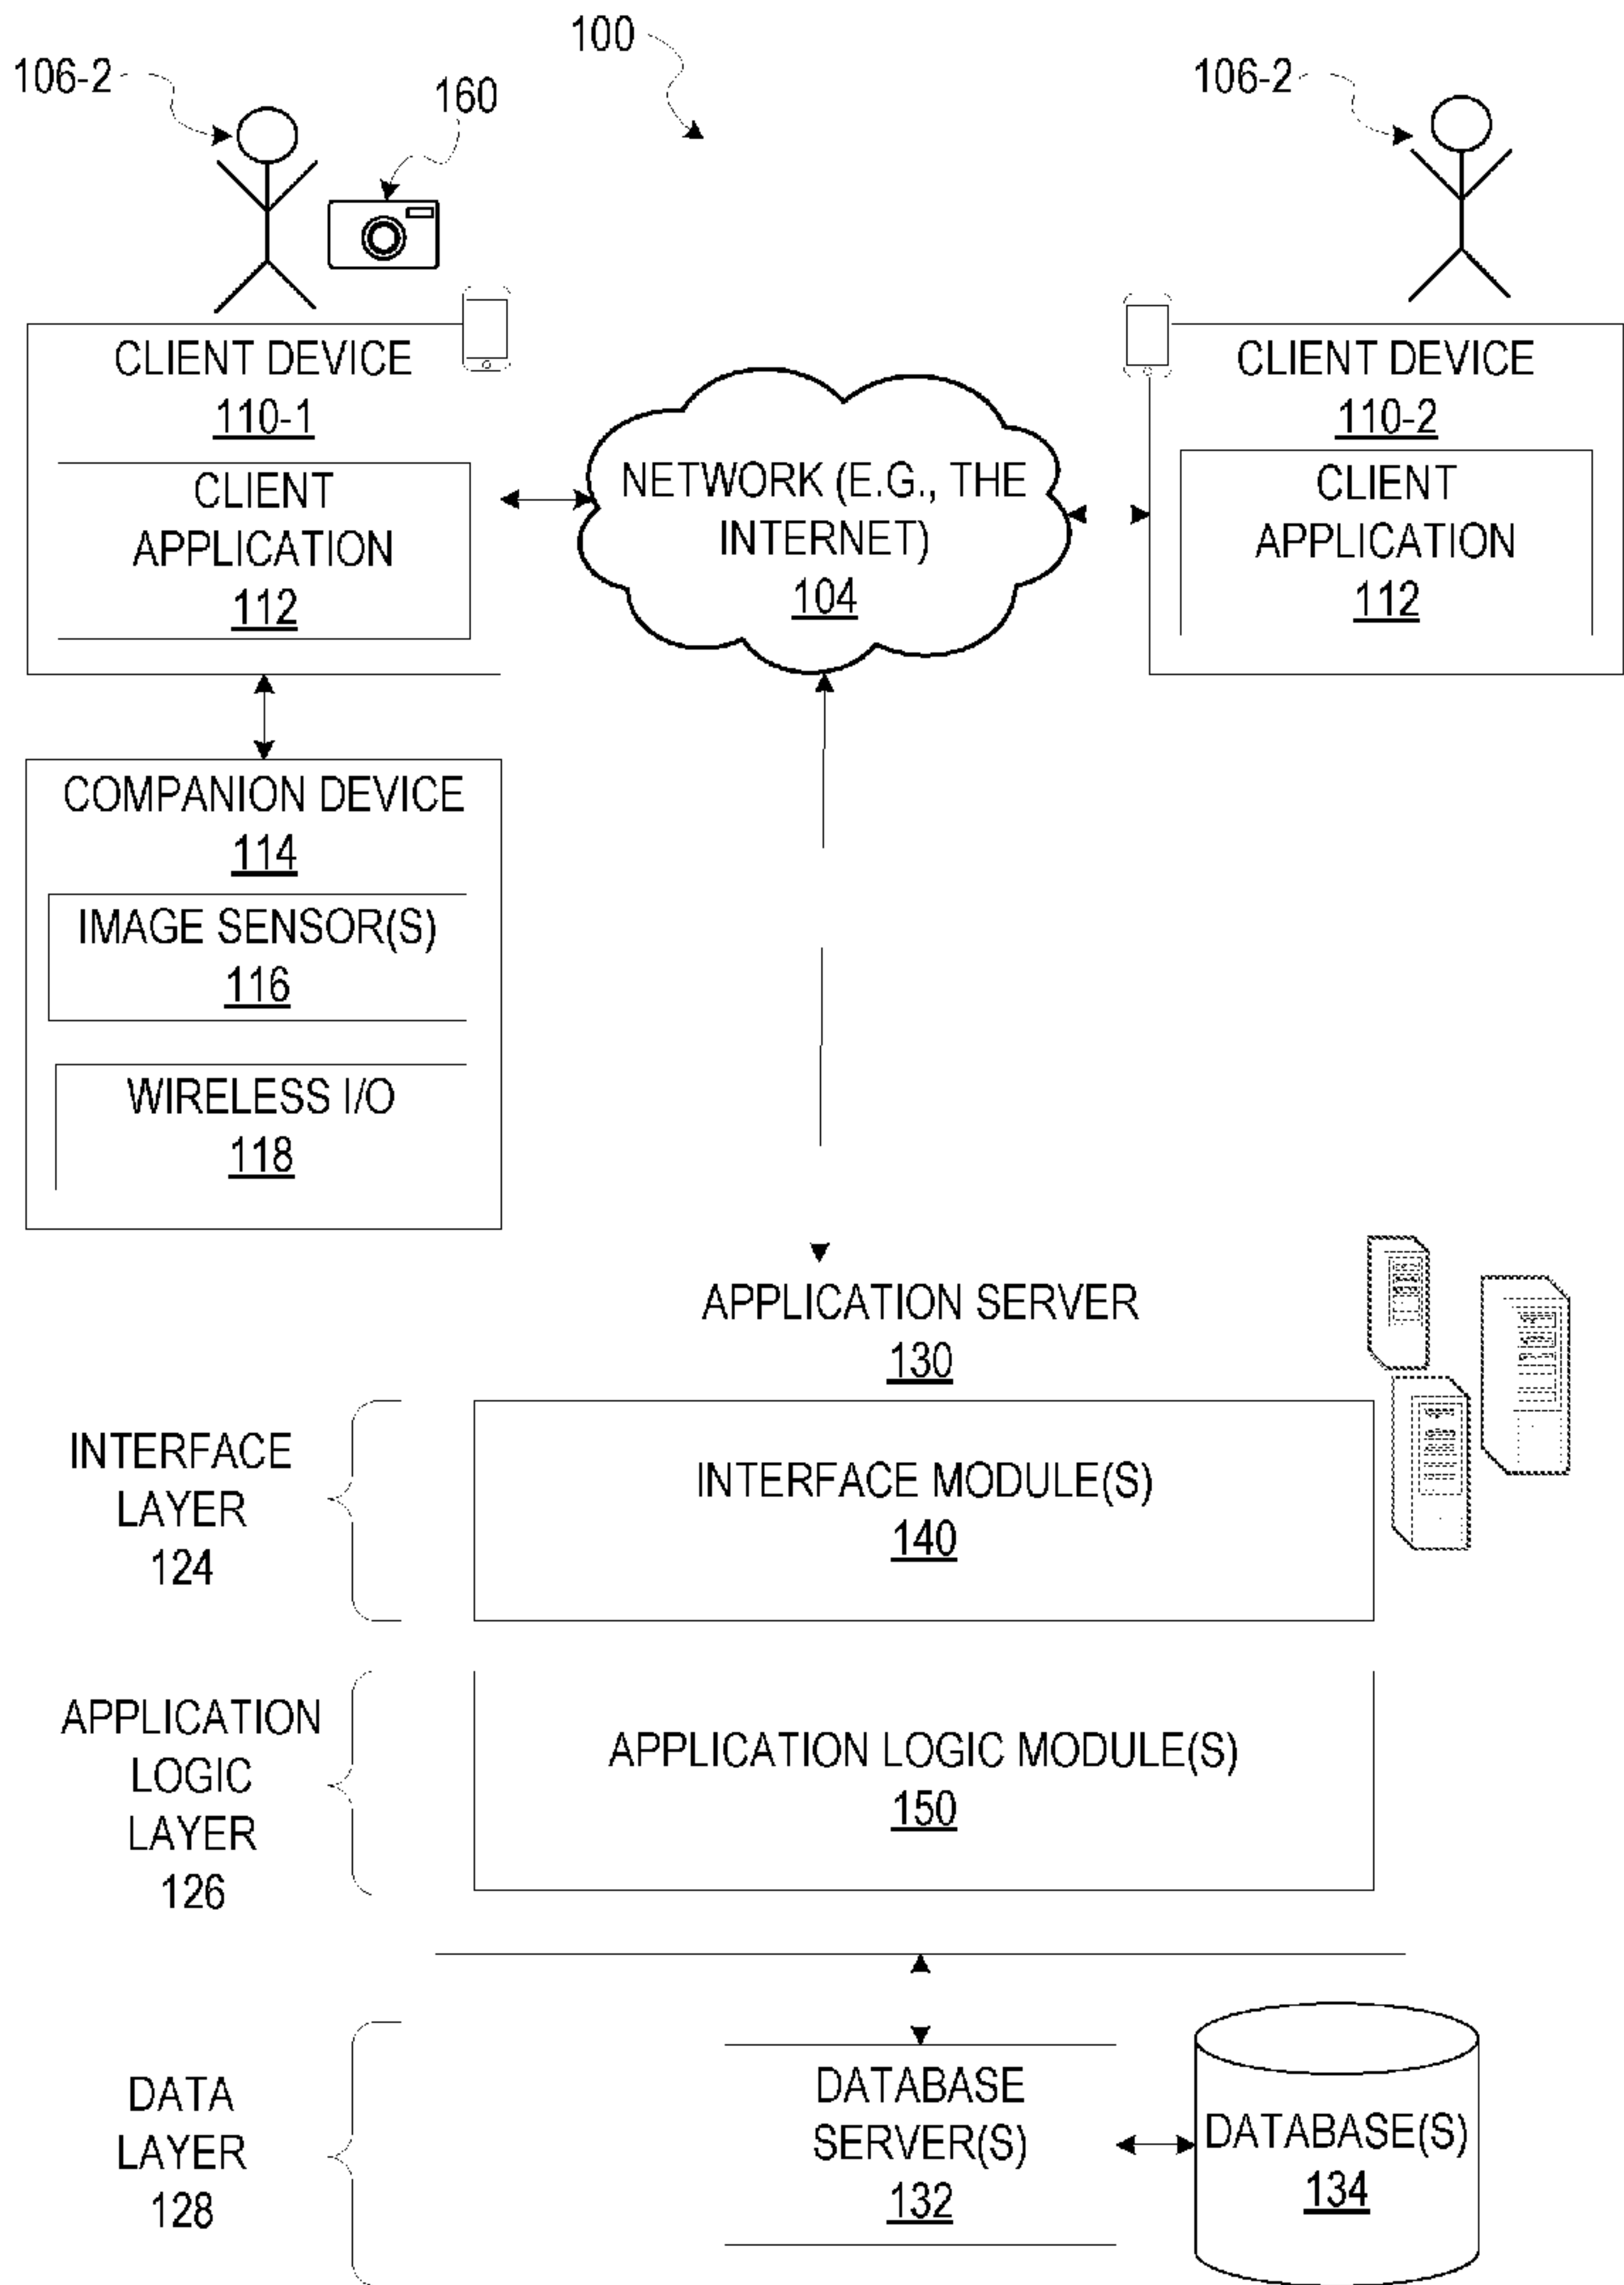 100
106-2
160
106-2
CLIENT DEVICE
110-1
CLIENT
APPLICATION
112
NETWORK (E.G., THE
INTERNET)
104
CLIENT DEVICE
110-2
CLIENT
APPLICATION
112
COMPANION DEVICE
114
IMAGE SENSOR(S)
116
WIRELESS I/O
118
APPLICATION SERVER
130
INTERFACE
LAYER
124
INTERFACE MODULE(S)
140
APPLICATION
LOGIC
LAYER
126
APPLICATION LOGIC MODULE(S)
150
DATA
LAYER
128
DATABASE
SERVER(S)
132
DATABASE(S)
134